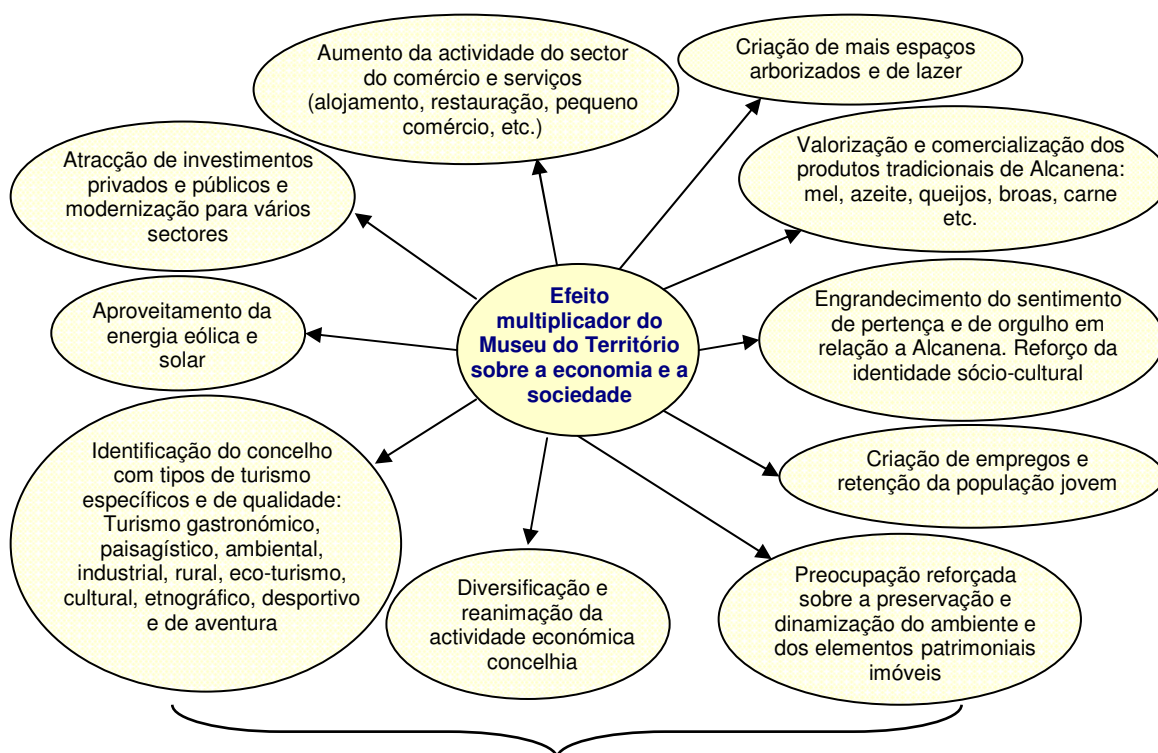 Aumento da actividade do sector
do comércio e serviços
(alojamento, restauração, pequeno
comércio, etc.)
Criação de mais espaços
arborizados e de lazer
Atracção de investimentos
privados e públicos e
modernização para vários
sectores
Valorização e comercialização dos
produtos tradicionais de Alcanena:
mel, azeite, queijos, broas, carne
etc.
Efeito
multiplicador do
Museu do Território
sobre a economia e a
sociedade
Aproveitamento da
energia eólica e
solar
Engrandecimento do sentimento
de pertença e de orgulho em
relação a Alcanena. Reforço da
identidade sócio-cultural
Identificação do concelho
com tipos de turismo
específicos e de qualidade:
Turismo gastronómico,
paisagístico, ambiental,
industrial, rural, eco-turismo,
cultural, etnográfico, desportivo
e de aventura
Criação de empregos e
retenção da população jovem
Diversificação e
reanimação da
actividade económica
concelhia
Preocupação reforçada
sobre a preservação e
dinamização do ambiente e
dos elementos patrimoniais
imóveis